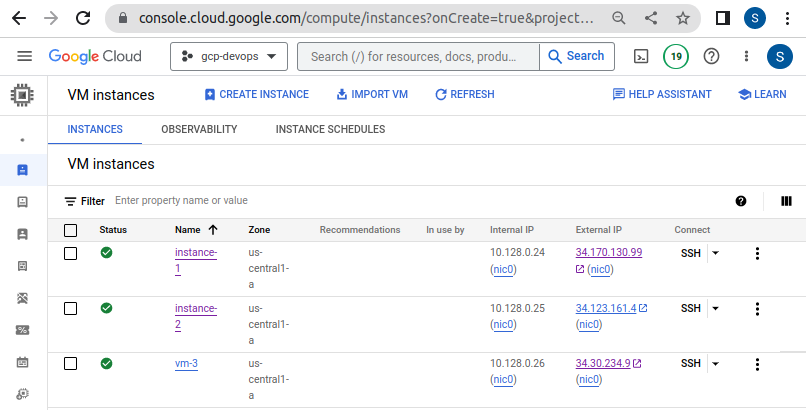 console.cloud.google.com/compute/instances?onCreate=true&project...
S
Google Cloud
gcp-devops
Search (/) for resources, docs, produ...
Search
19
S
VM instances
CREATE INSTANCE
IMPORT VM
REFRESH
HELP ASSISTANT
LEARN
INSTANCES
OBSERVABILITY
INSTANCE SCHEDULES
VM instances
Filter
Enter property name or value
Status
Name
Zone
Recommendations
In use by
Internal IP
External IP
Connect
instance-
1
us-
central1-
a
10.128.0.24
(nic0)
34.170.130.99
(nic0)
SSH
instance-
2
us-
central1-
a
10.128.0.25
(nic0)
34.123.161.4
(nic0)
SSH
vm-3
us-
central1-
a
10.128.0.26
(nic0)
34.30.234.9
(nic0)
SSH